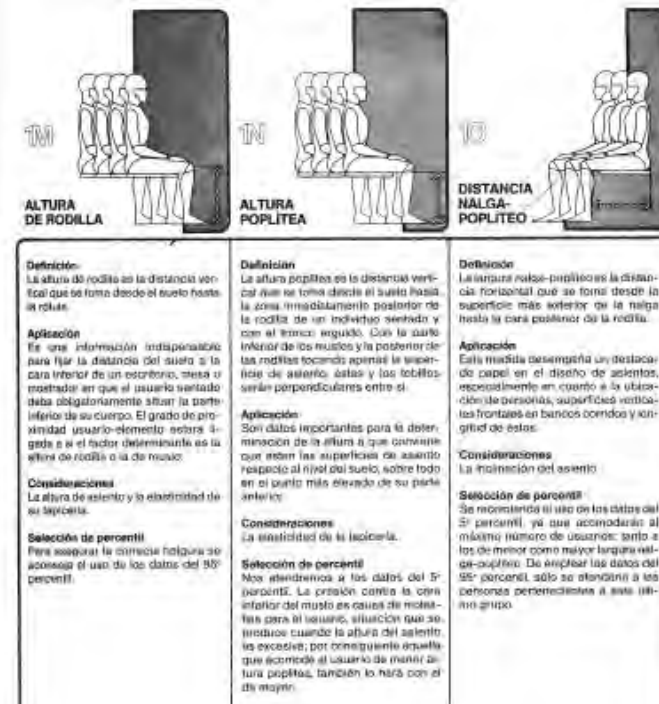 1M
ALTURA
DE RODILLA
Definición
La altura de rodilla es la distancia ver-
tical que se toma desde el suelo hasta
la rótula.
Aplicación
Es una información indispensable
para fijar la distancia del suelo a la
cara inferior de un escritorio, mesa o
mostrador en que el usuario sentado
deba obligatoriamente situar la parte
inferior de su cuerpo. El grado de pro-
ximidad usuario-elemento estará li-
gada a si el factor determinante es la
altura de rodilla o la de muslo.
Consideraciones
La altura de asiento y la elasticidad de
su tapicería.
Selección de percentil
Para asegurar la correcta holgura se
aconseja el uso de los datos del 95º
percentil.
1N
ALTURA
POPLÍTEA
Definición
La altura poplítea es la distancia verti-
cal que se toma desde el suelo hasta
la zona inmediatamente posterior de
la rodilla de un individuo sentado y
con el tronco erguido. Con la parte
inferior de los muslos y la posterior de
las rodillas tocando apenas la super-
ficie de asiento, éstas y los tobillos
serán perpendiculares entre sí.
Aplicación
Son datos importantes para la deter-
minación de la altura a que conviene
que estén las superficies de asiento
respecto al nivel del suelo, sobre todo
en el punto más elevado de su parte
anterior.
Consideraciones
La elasticidad de la tapicería.
Selección de percentil
Nos atendremos a los datos del 5º
percentil. La presión contra la cara
inferior del muslo es causa de moles-
tias para el usuario, situación que se
produce cuando la altura del asiento
es excesiva; por consiguiente aquella
que acomode al usuario de menor al-
tura poplítea, también lo hará con el
de mayor.
1O
DISTANCIA
NALGA-
POPLÍTEO
Definición
La largura nalga-poplíteo es la distan-
cia horizontal que se toma desde la
superficie más exterior de la nalga
hasta la cara posterior de la rodilla.
Aplicación
Esta medida desempeña un destaca-
do papel en el diseño de asientos,
especialmente en cuanto a la ubica-
ción de personas, superficies vertica-
les frontales en bancos corridos y lon-
gitud de éstos.
Consideraciones
La inclinación del asiento.
Selección de percentil
Se recomienda el uso de los datos del
5º percentil, ya que acomodarán al
máximo número de usuarios: tanto a
los de menor como mayor largura nal-
ga-poplíteo. De emplear los datos del
95º percentil, sólo se atendería a las
personas pertenecientes a este últi-
mo grupo.